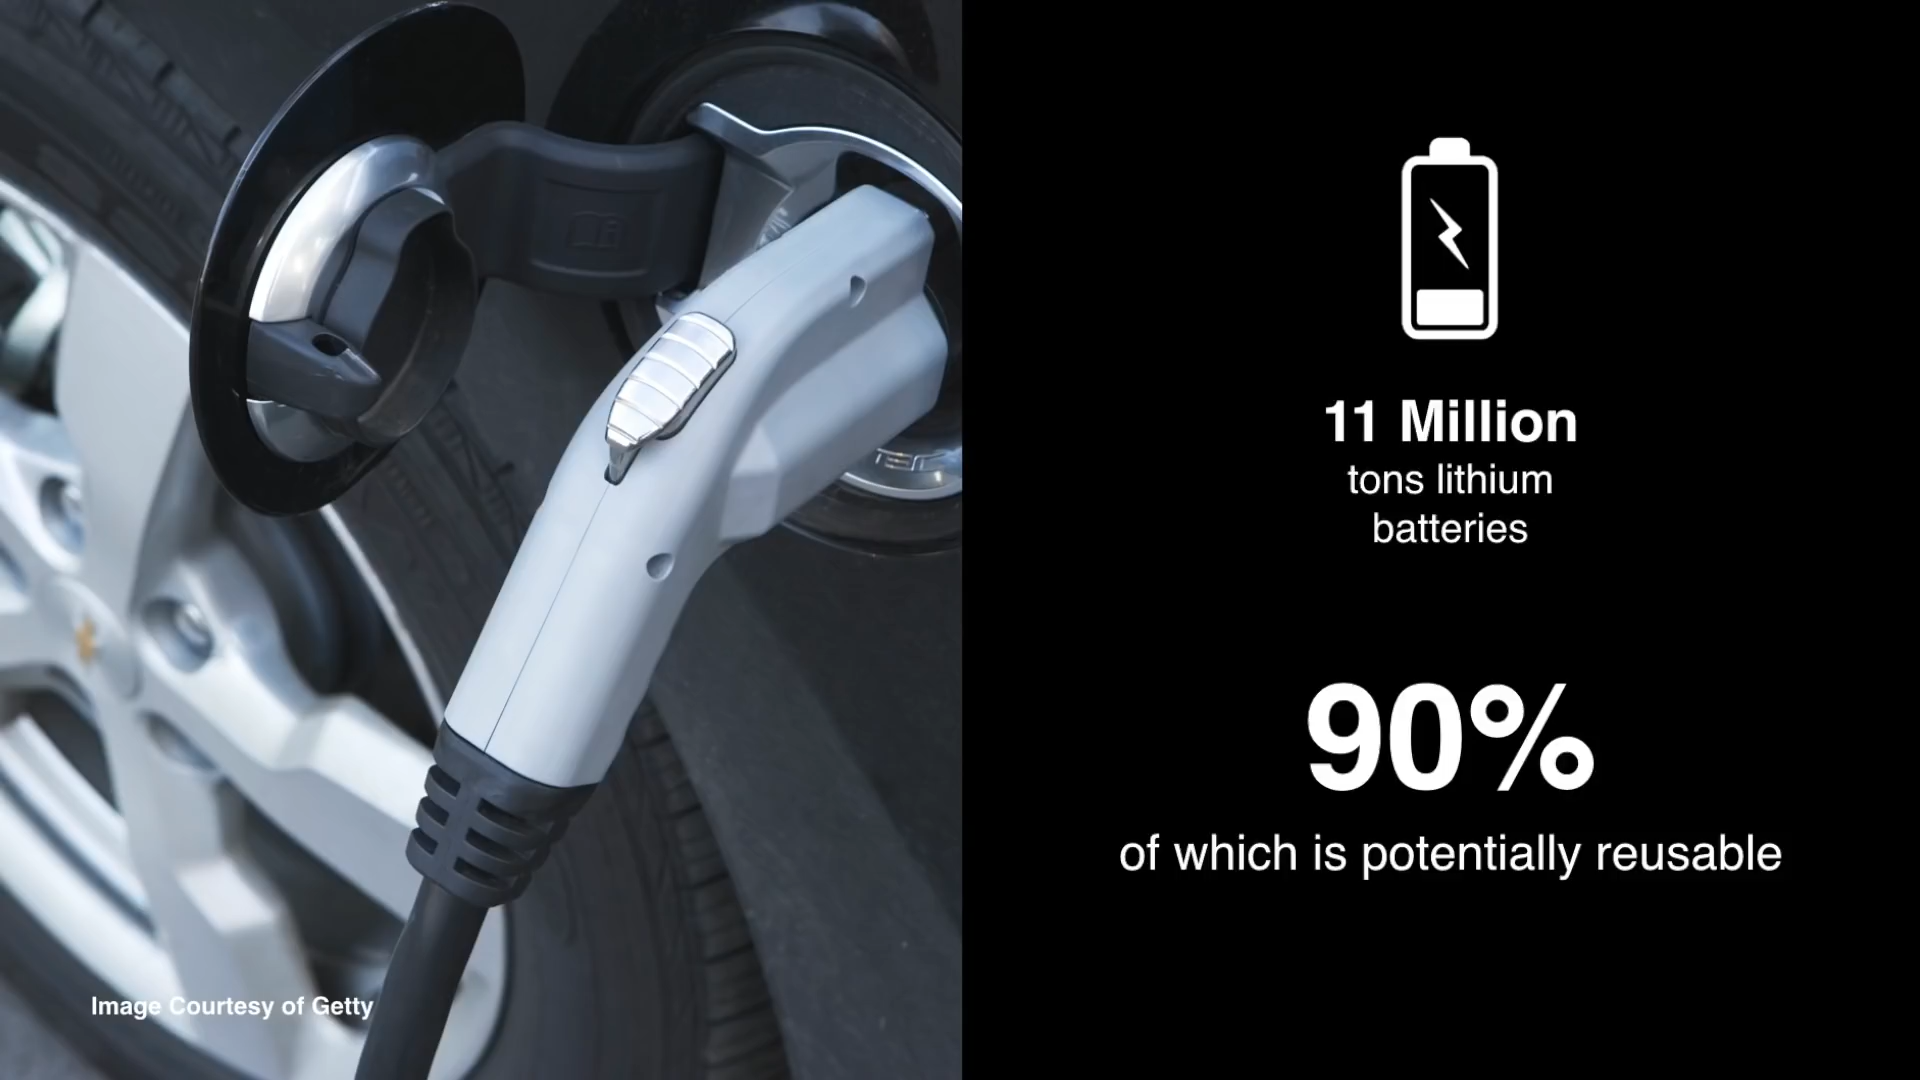 11 Million
tons lithium
batteries
90%
of which is potentially reusable
Image Courtesy of Getty